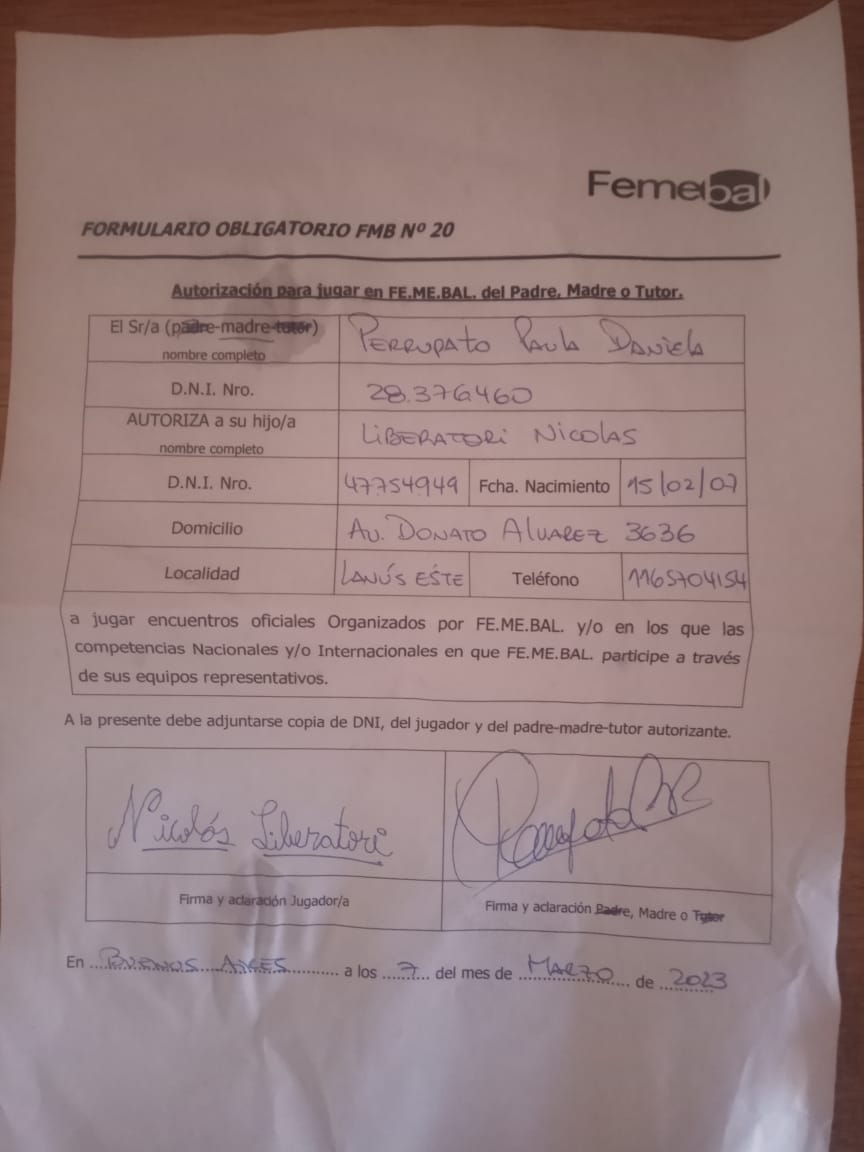 Femebal
FORMULARIO OBLIGATORIO FMB Nº 20
Autorización para jugar en FE.ME.BAL. del Padre, Madre o Tutor.
El Sr/a (padre-madre-tutor) PERRUPATO PAULA DANIELA
nombre completo
D.N.I. Nro. 28.376.460
AUTORIZA a su hijo/a LIBERATORI NICOLAS
nombre completo
D.N.I. Nro. 47754949 Fcha. Nacimiento 15/02/07
Domicilio AV. DONATO ALVAREZ 3636
Localidad LANÚS ESTE Teléfono 1165704154
a jugar encuentros oficiales Organizados por FE.ME.BAL. y/o en los que las
competencias Nacionales y/o Internacionales en que FE.ME.BAL. participe a través
de sus equipos representativos.
A la presente debe adjuntarse copia de DNI, del jugador y del padre-madre-tutor autorizante.
Nicolás Liberatori
Firma y aclaración Jugador/a Firma y aclaración Padre, Madre o Tutor
En BUENOS AIRES a los 7 del mes de MARZO de 2023